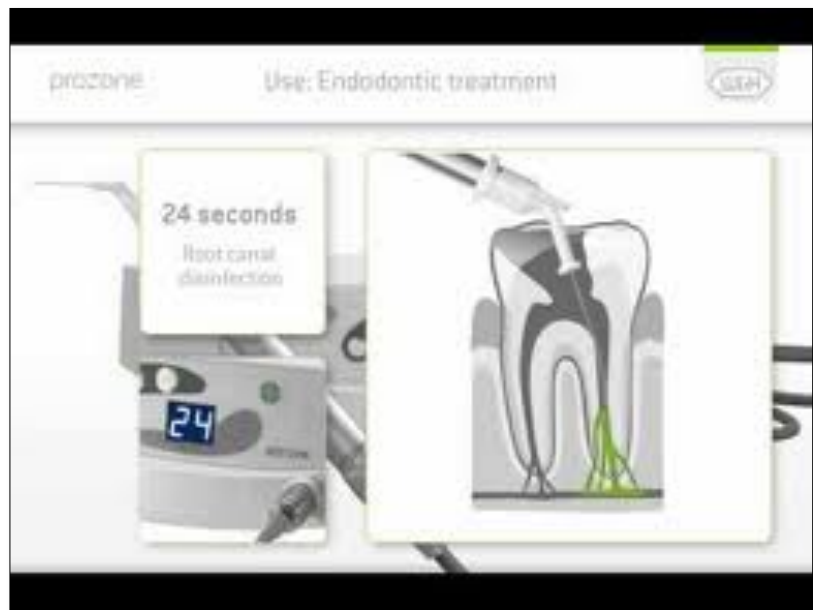 prozone
Use: Endodontic treatment
W&H
24 seconds
Root canal
disinfection
24